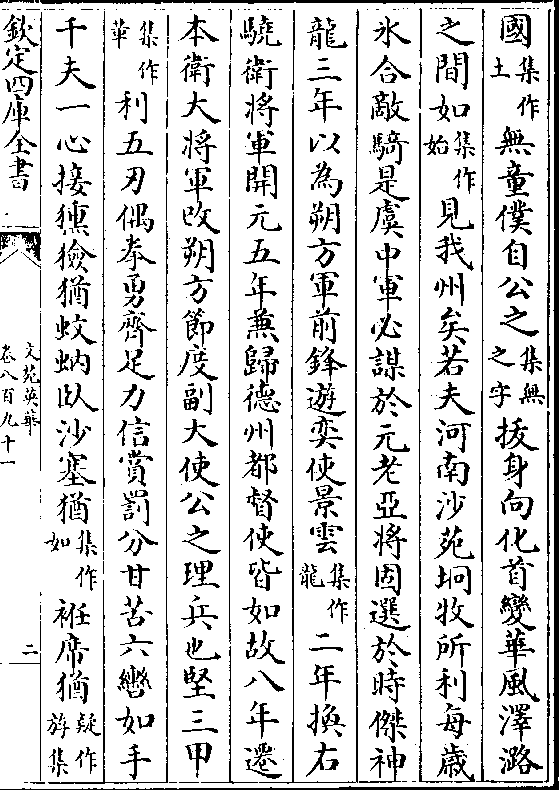 國集作土無童僕自公之集無之字拔身向化首變華風澤潞
之間如集作始見我州矣若夫河南沙苑坰牧所利每歲
氷合敵騎是虞中軍必謀於元老亞將固選於時傑神
龍三年以為朔方軍前鋒遊奕使景雲集作龍二年換右
驍衛將軍開元五年兼歸德州都督使皆如故八年遷
本衛大將軍改朔方節度副大使公之理兵也堅三甲
集作華利五刃偶拳勇齊足力信賞罰分甘苦六轡如手
千夫一心接獯獫猶蚊蚋臥沙塞猶集作如袵席猶疑作集㳺
欽定四庫全書
文苑英華
卷八百九十一
二